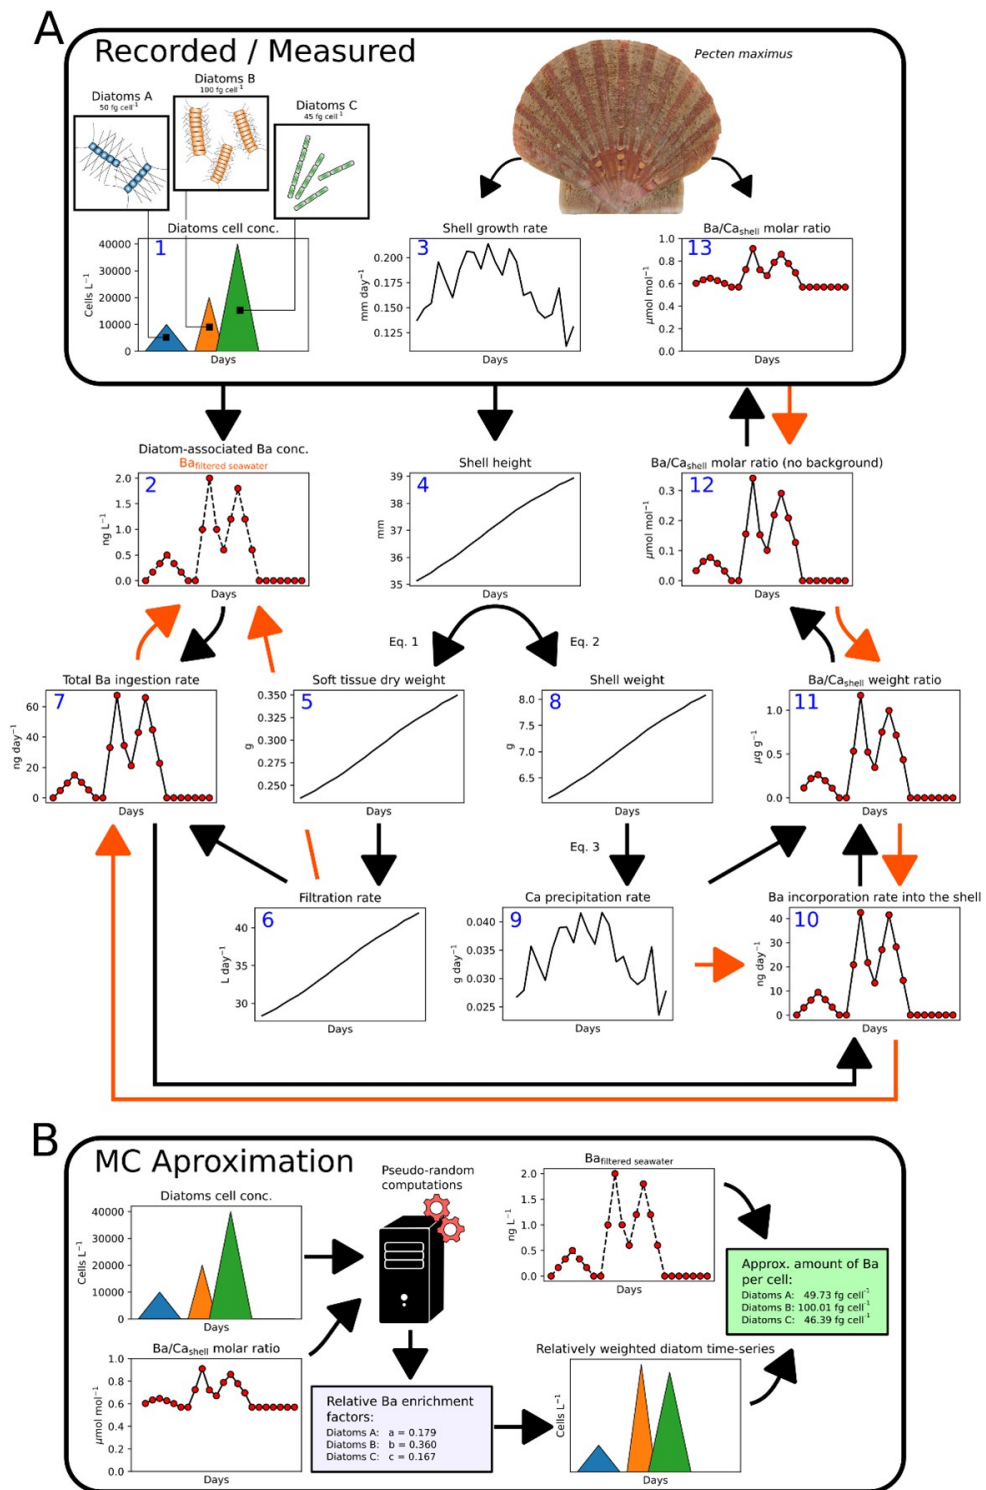 A
Recorded / Measured
Pecten maximus
Diatoms A
50 fg cell⁻¹
Diatoms B
100 fg cell⁻¹
Diatoms C
45 fg cell⁻¹
Diatoms cell conc.
1
40000
30000
20000
10000
0
Cells L⁻¹
Days
Shell growth rate
3
0.200
0.175
0.150
0.125
mm day⁻¹
Days
Ba/Ca shell molar ratio
13
1.0
0.8
0.6
0.4
0.2
0.0
μmol mol⁻¹
Days
Diatom-associated Ba conc.
Ba filtered seawater
2
2.0
1.5
1.0
0.5
0.0
ng L⁻¹
Days
Shell height
4
39
38
37
36
35
mm
Days
Ba/Ca shell molar ratio (no background)
12
0.3
0.2
0.1
0.0
μmol mol⁻¹
Days
Eq. 1
Eq. 2
Total Ba ingestion rate
7
60
40
20
0
ng day⁻¹
Days
Soft tissue dry weight
5
0.350
0.325
0.300
0.275
0.250
g
Days
Shell weight
8
8.0
7.5
7.0
6.5
g
Days
Ba/Ca shell weight ratio
11
1.0
0.5
0.0
μg g⁻¹
Days
Eq. 3
Filtration rate
6
40
35
30
L day⁻¹
Days
Ca precipitation rate
9
0.040
0.035
0.030
0.025
g day⁻¹
Days
Ba incorporation rate into the shell
10
40
30
20
10
0
ng day⁻¹
Days
B
MC Aproximation
Diatoms cell conc.
40000
30000
20000
10000
0
Cells L⁻¹
Days
Pseudo-random
computations
Ba filtered seawater
2.0
1.5
1.0
0.5
0.0
ng L⁻¹
Days
Approx. amount of Ba
per cell:
Diatoms A: 49.73 fg cell⁻¹
Diatoms B: 100.01 fg cell⁻¹
Diatoms C: 46.39 fg cell⁻¹
Ba/Ca shell molar ratio
1.0
0.8
0.6
0.4
0.2
0.0
μmol mol⁻¹
Days
Relative Ba enrichment
factors:
Diatoms A: a = 0.179
Diatoms B: b = 0.360
Diatoms C: c = 0.167
Relatively weighted diatom time-series
Cells L⁻¹
Days